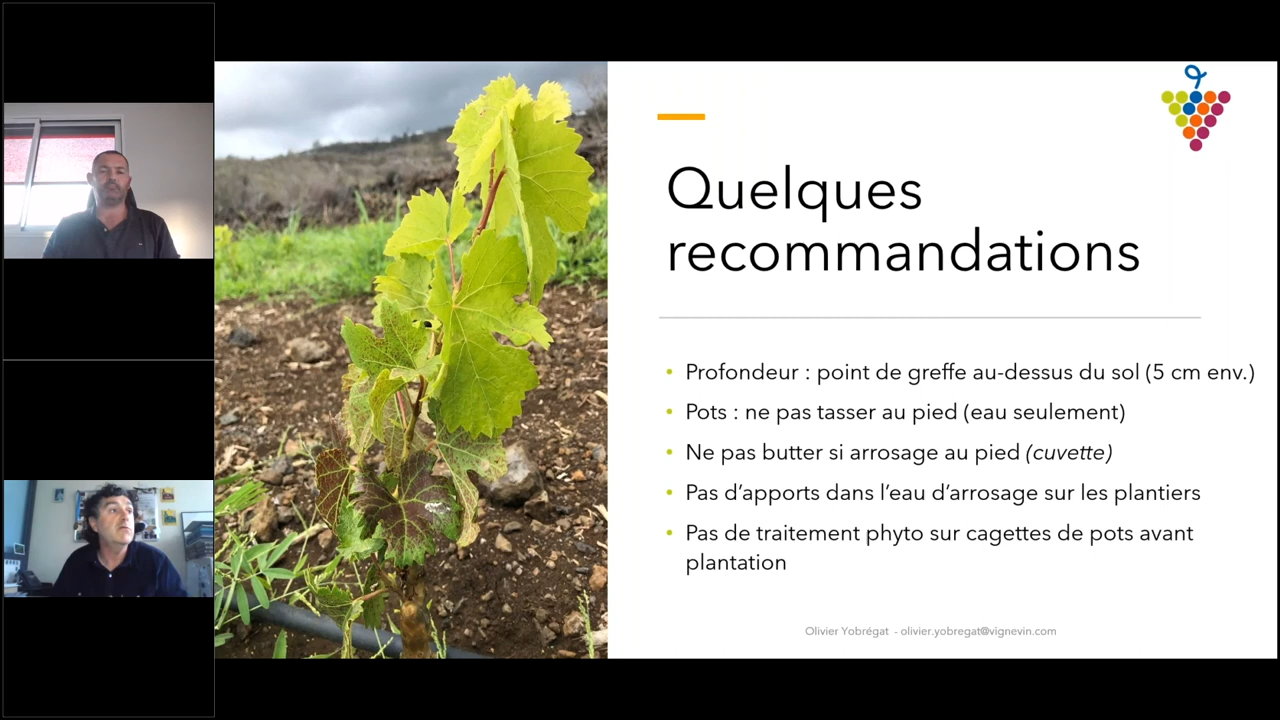 Quelques
recommandations
• Profondeur : point de greffe au-dessus du sol (5 cm env.)
• Pots : ne pas tasser au pied (eau seulement)
• Ne pas butter si arrosage au pied (cuvette)
• Pas d’apports dans l’eau d’arrosage sur les plantiers
• Pas de traitement phyto sur cagettes de pots avant
plantation
Olivier Yobrégat - olivier.yobregat@vignevin.com